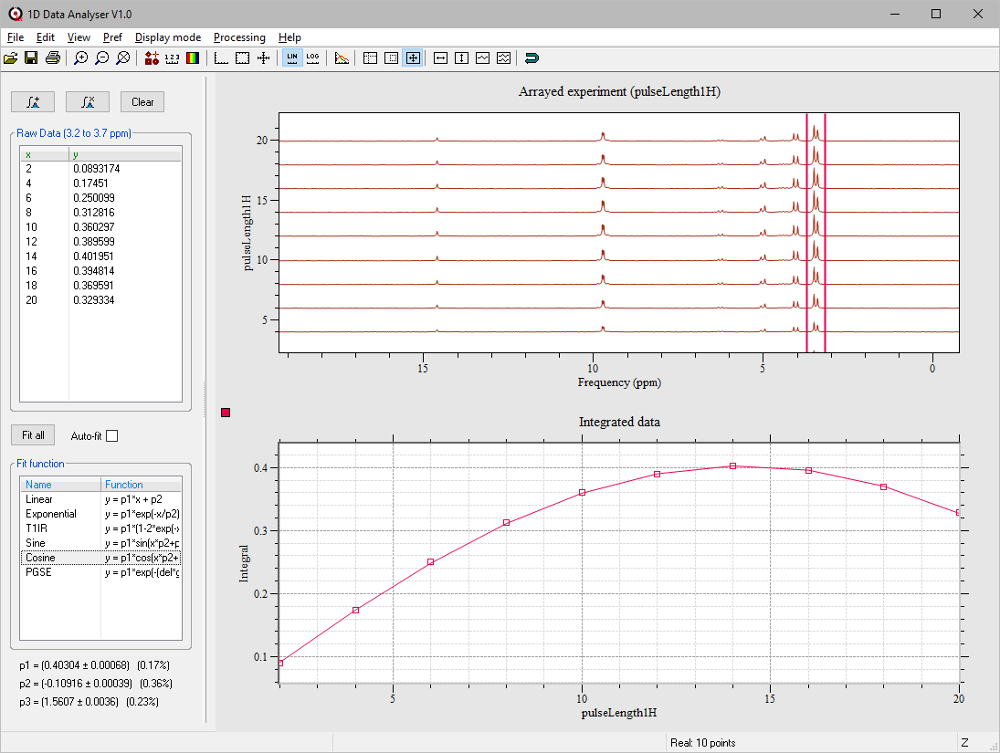 1D Data Analyser V1.0
File Edit View Pref Display mode Processing Help
1 2 3 LIN LOG
Clear
Raw Data (3.2 to 3.7 ppm)
x y
2 0.0893174
4 0.17451
6 0.250099
8 0.312816
10 0.360297
12 0.389599
14 0.401951
16 0.394814
18 0.369591
20 0.329334
Fit all Auto-fit
Fit function
Name Function
Linear y = p1*x + p2
Exponential y = p1*exp(-x/p2)
T1IR y = p1*(1-2*exp(-x
Sine y = p1*sin(x*p2+p
Cosine y = p1*cos(x*p2+
PGSE y = p1*exp(-(del*g
p1 = (0.40304 ± 0.00068) (0.17%)
p2 = (-0.10916 ± 0.00039) (0.36%)
p3 = (1.5607 ± 0.0036) (0.23%)
Arrayed experiment (pulseLength1H)
pulseLength1H
20
15
10
5
15 10 5 0
Frequency (ppm)
Integrated data
Integral
0.4
0.3
0.2
0.1
5 10 15 20
pulseLength1H
Real: 10 points Z